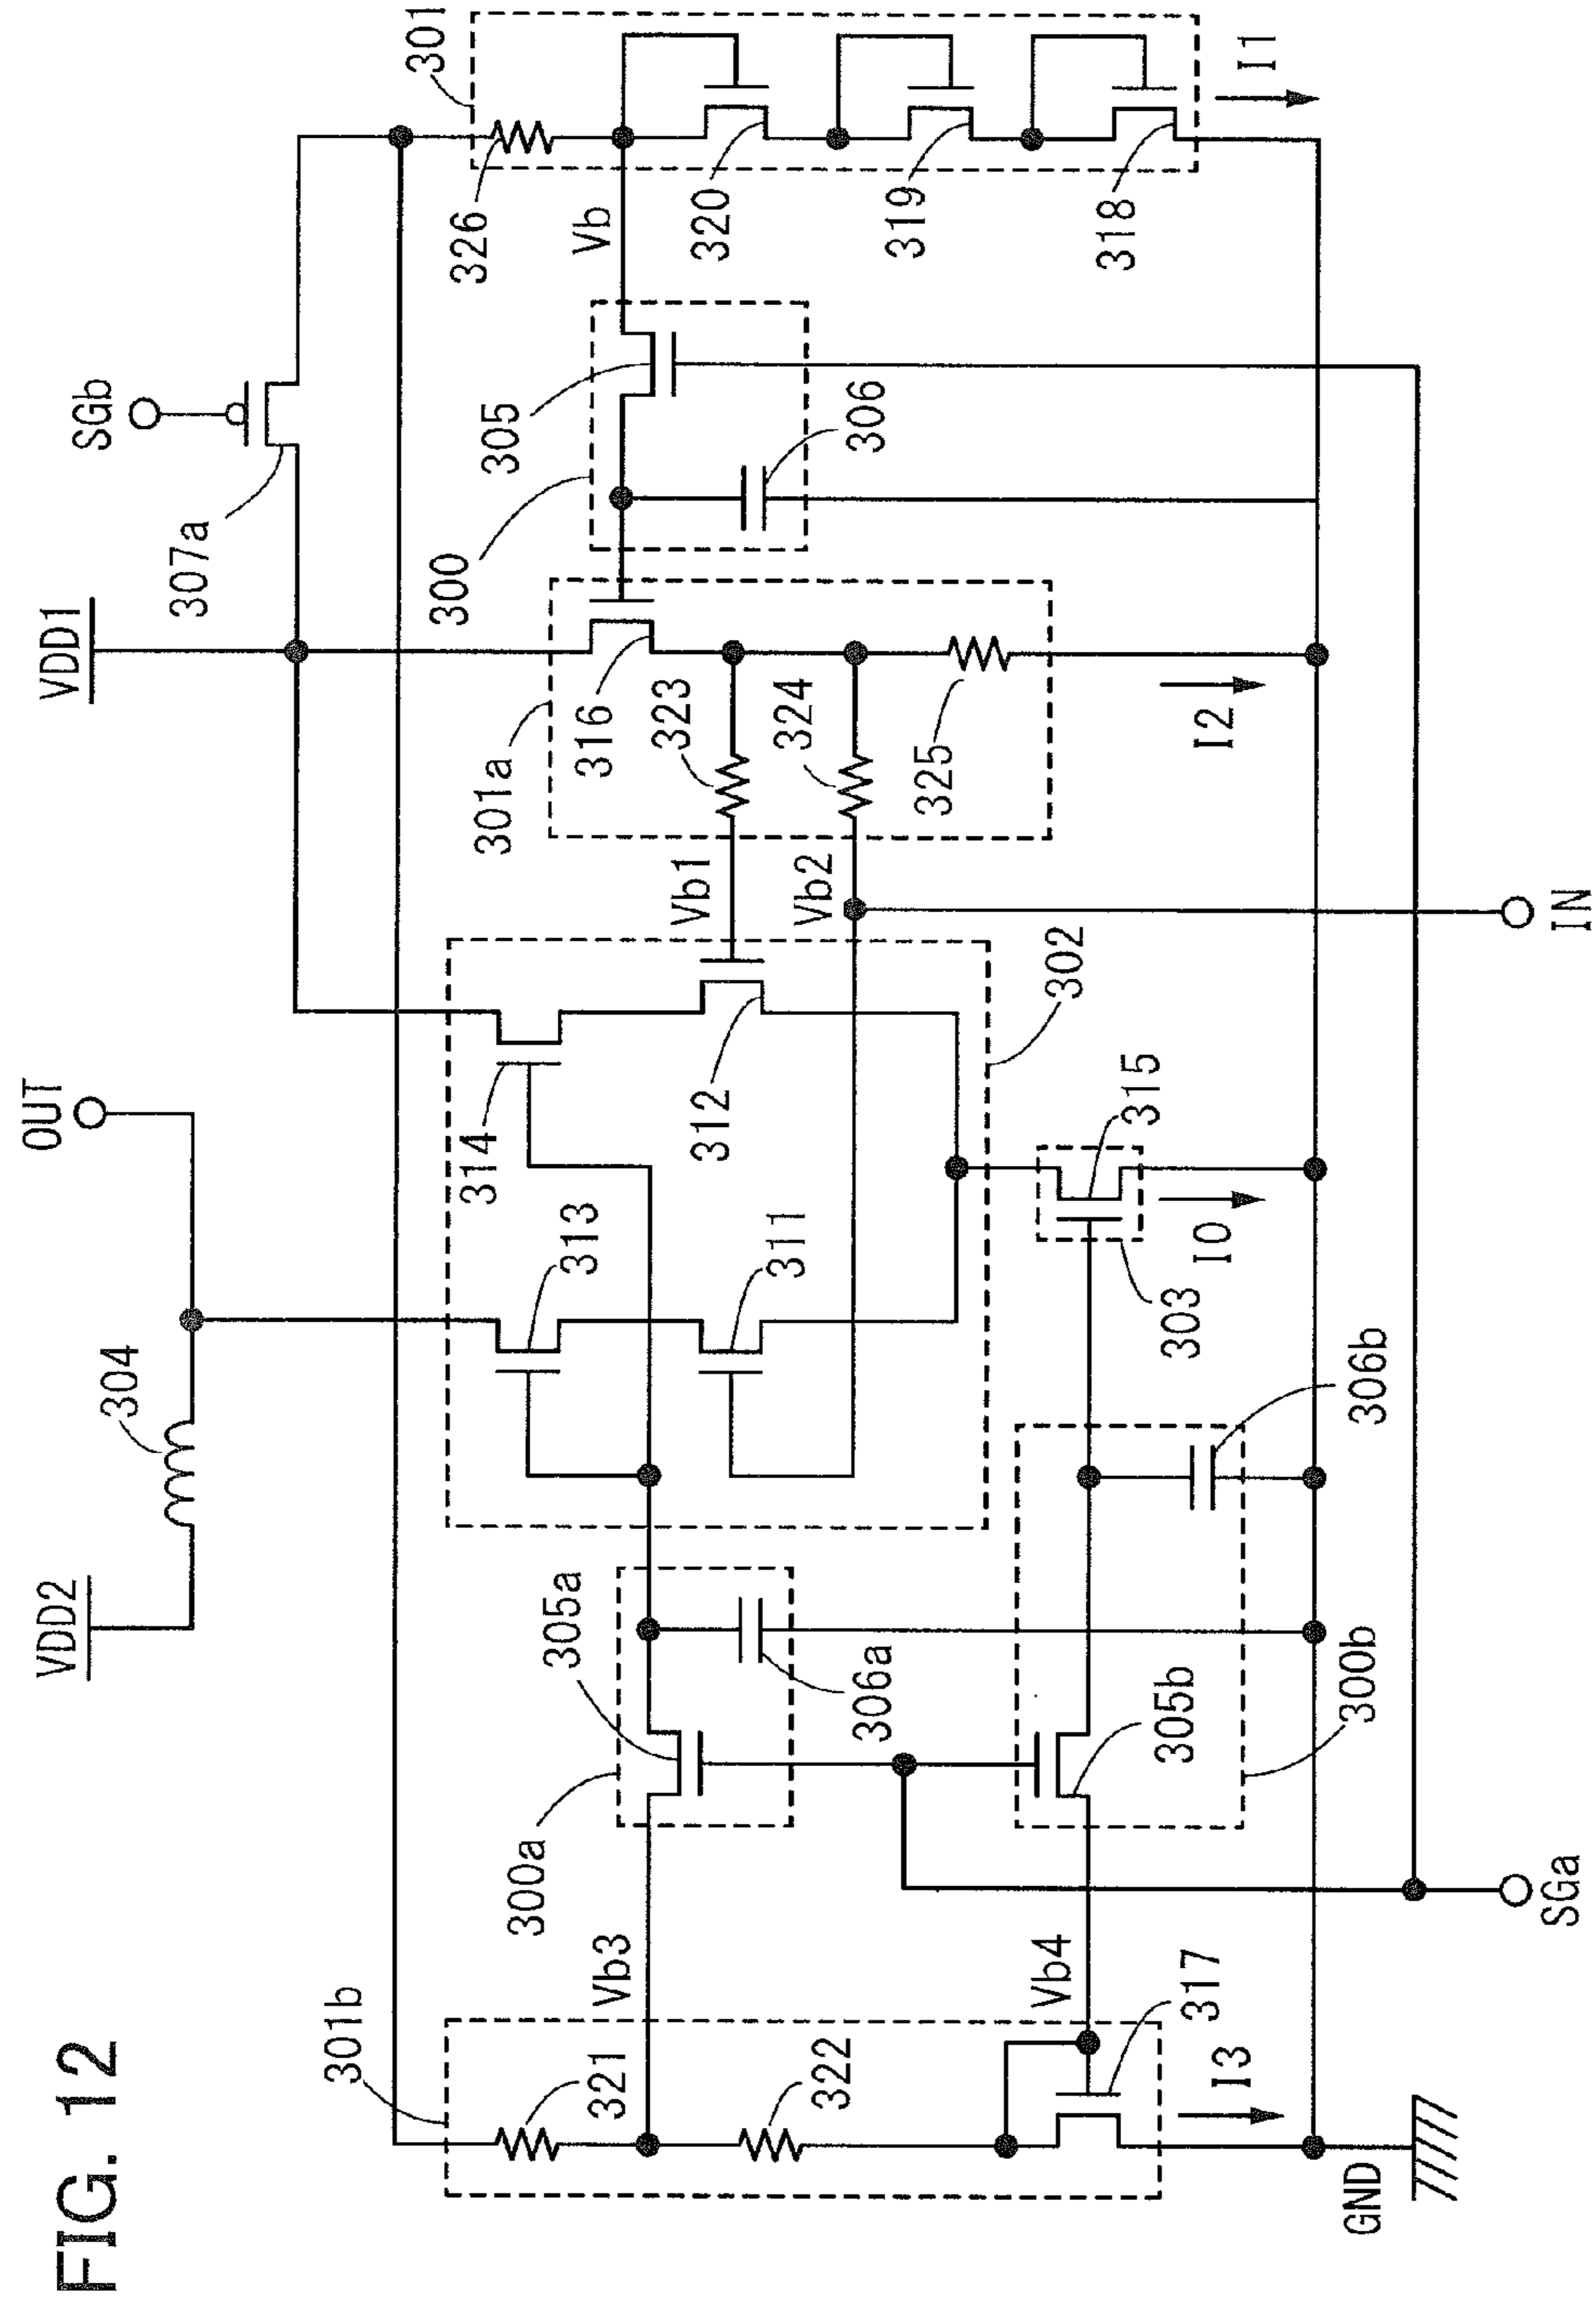 FIG. 12
VDD2
304
OUT
VDD1
SGb
307a
301b
321
322
Vb3
Vb4
317
I3
GND
300a
305a
306a
305b
300b
306b
SGa
313
314
311
312
302
315
303
I0
Vb1
Vb2
IN
301a
316
323
324
325
I2
300
305
306
Vb
301
326
320
319
318
I1